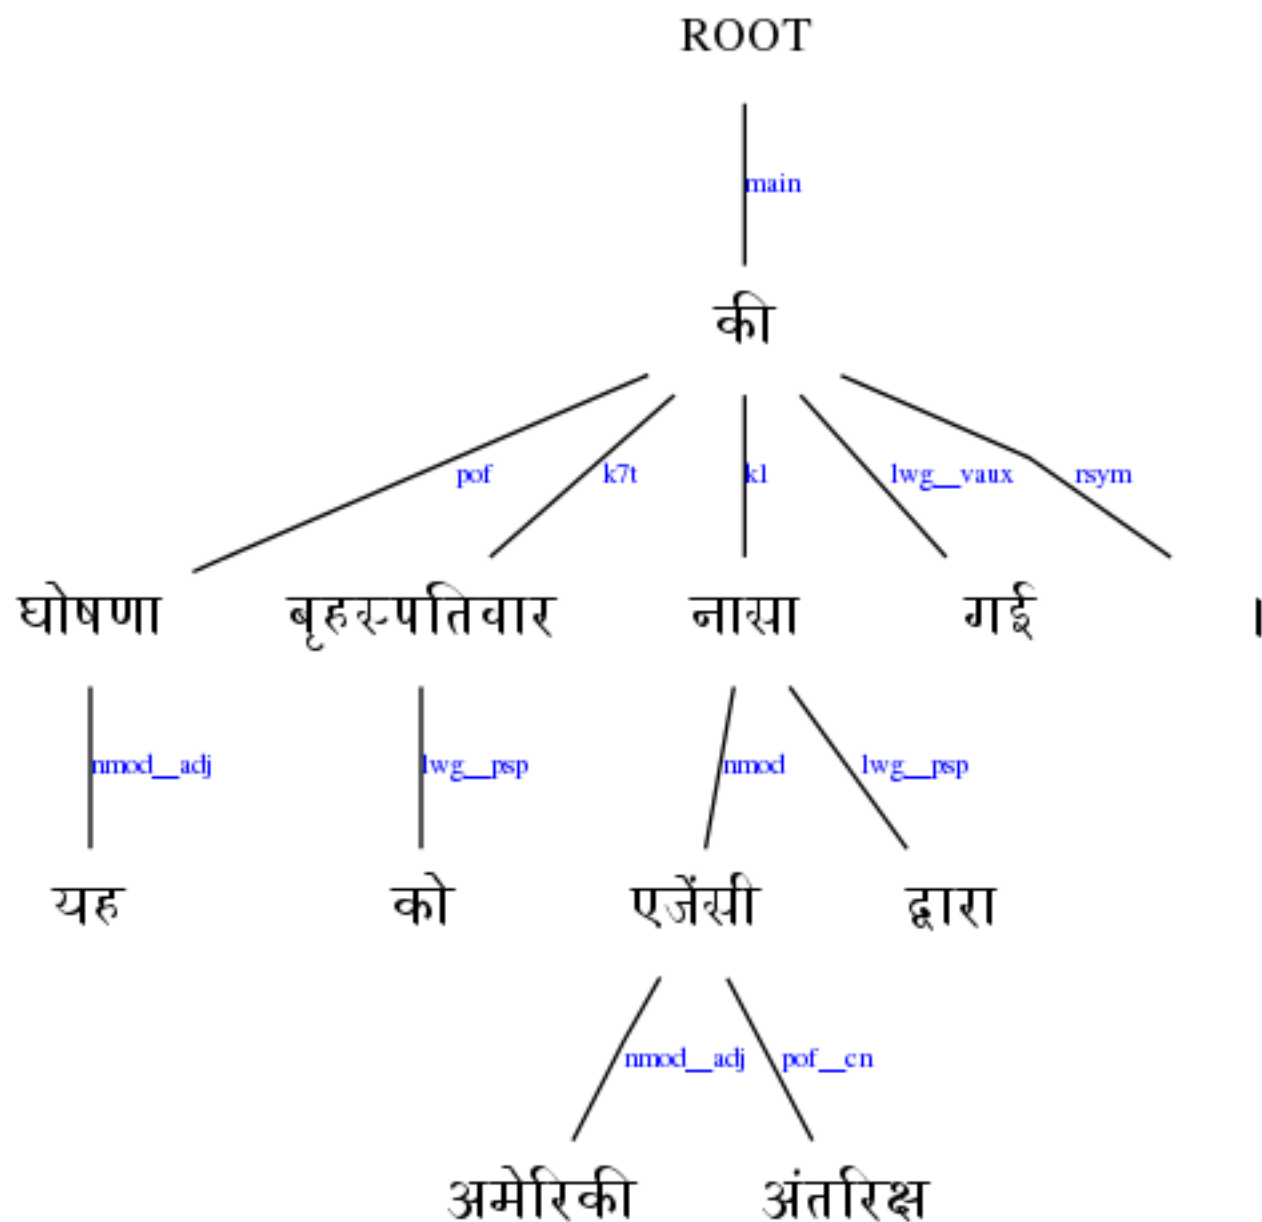 ROOT
main
की
pof k7t k1 lwg__vaux rsym
घोषणा बृहस्पतिवार नासा गई ।
nmod__adj lwg__psp nmod lwg__psp
यह को एजेंसी द्वारा
nmod__adj pof__cn
अमेरिकी अंतरिक्ष